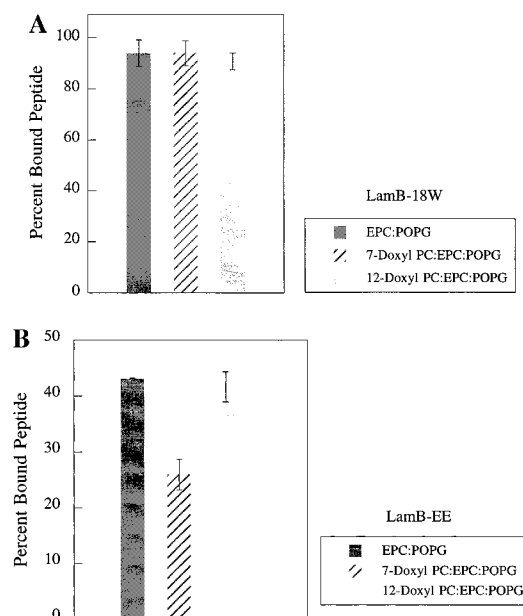 A
100
80
60
40
20
0
Percent Bound Peptide
LamB-18W
EPC:POPG
7-Doxyl PC:EPC:POPG
12-Doxyl PC:EPC:POPG
B
50
40
30
20
10
0
Percent Bound Peptide
LamB-EE
EPC:POPG
7-Doxyl PC:EPC:POPG
12-Doxyl PC:EPC:POPG